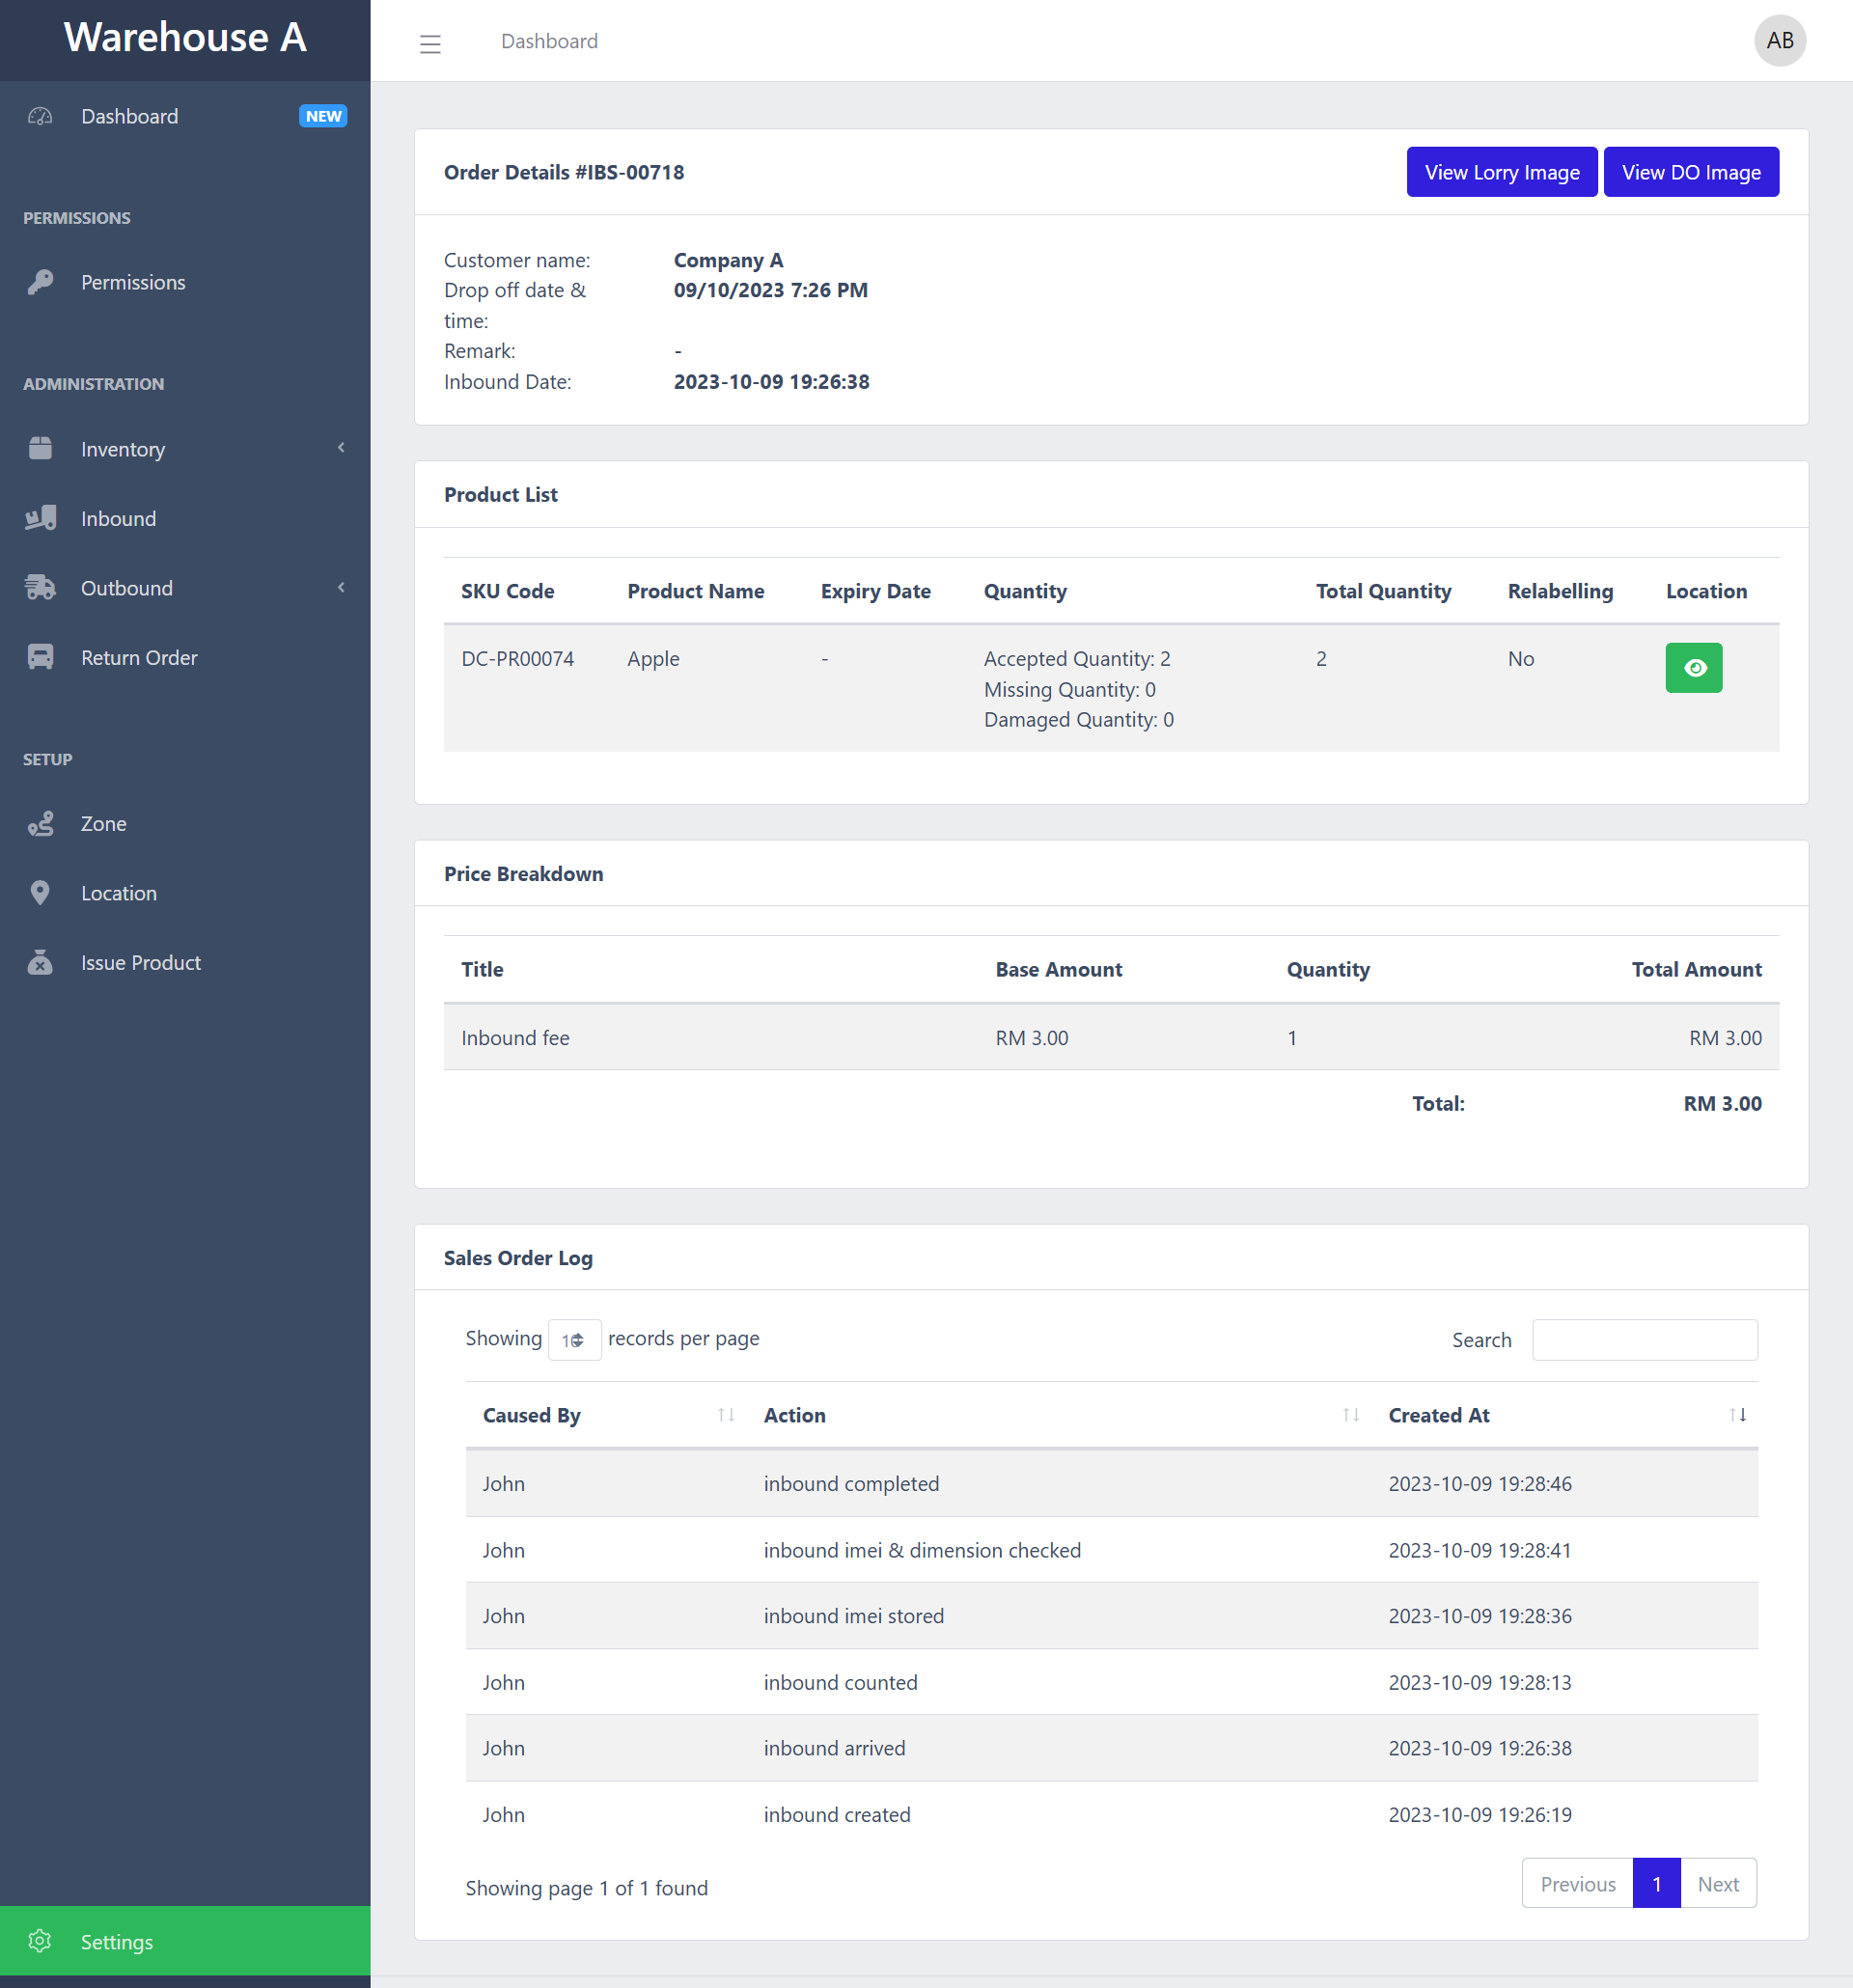 Warehouse A
Dashboard
AB
Dashboard NEW
PERMISSIONS
Permissions
ADMINISTRATION
Inventory
Inbound
Outbound
Return Order
SETUP
Zone
Location
Issue Product
Settings
Order Details #IBS-00718
View Lorry Image
View DO Image
Customer name: Company A
Drop off date & 09/10/2023 7:26 PM
time:
Remark: -
Inbound Date: 2023-10-09 19:26:38
Product List
SKU Code Product Name Expiry Date Quantity Total Quantity Relabelling Location
DC-PR00074 Apple - Accepted Quantity: 2 2 No
Missing Quantity: 0
Damaged Quantity: 0
Price Breakdown
Title Base Amount Quantity Total Amount
Inbound fee RM 3.00 1 RM 3.00
Total: RM 3.00
Sales Order Log
Showing 10 records per page
Search
Caused By Action Created At
John inbound completed 2023-10-09 19:28:46
John inbound imei & dimension checked 2023-10-09 19:28:41
John inbound imei stored 2023-10-09 19:28:36
John inbound counted 2023-10-09 19:28:13
John inbound arrived 2023-10-09 19:26:38
John inbound created 2023-10-09 19:26:19
Showing page 1 of 1 found
Previous 1 Next